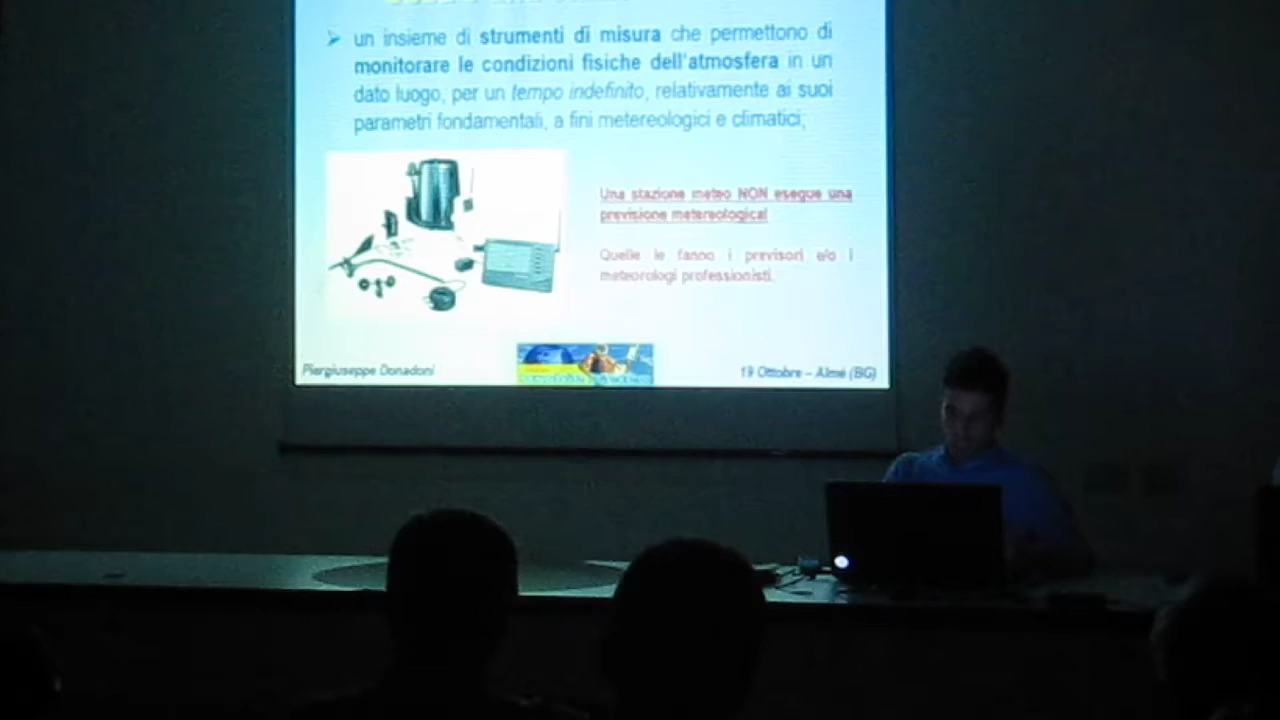 un insieme di strumenti di misura che permettono di
monitorare le condizioni fisiche dell'atmosfera in un
dato luogo, per un tempo indefinito, relativamente ai suoi
parametri fondamentali, a fini metereologici e climatici;
Una stazione meteo NON esegue una
previsione metereologica!
Quelle le fanno i previsori e/o i
meteorologi professionisti.
Piergiuseppe Donadoni
19 Ottobre – Almè (BG)